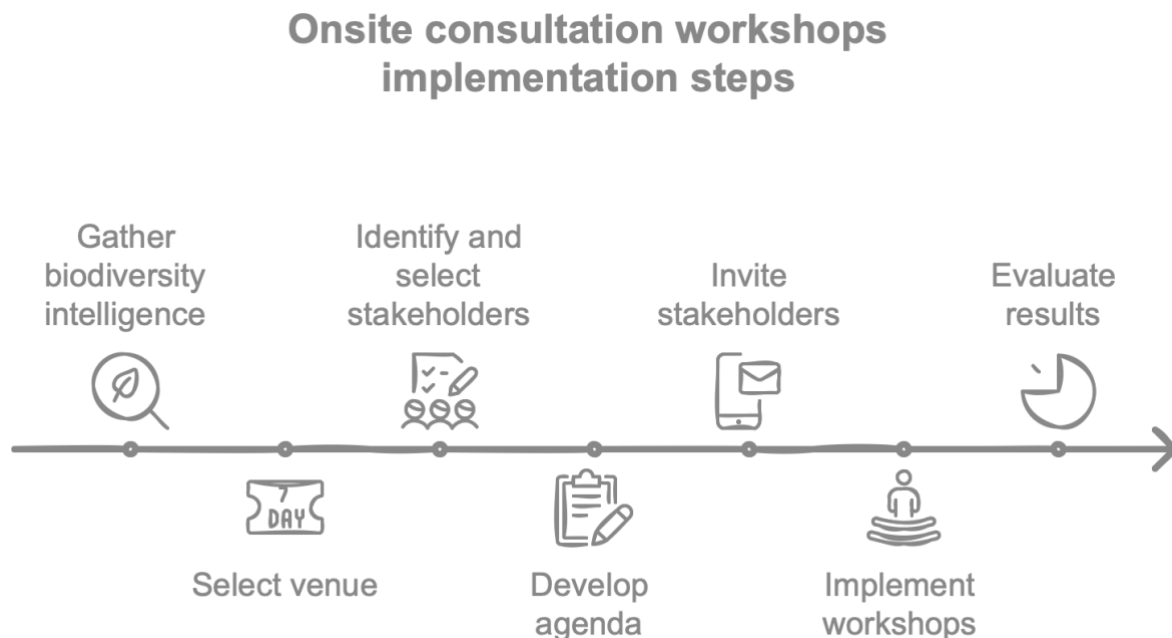 Onsite consultation workshops
implementation steps
Gather
biodiversity
intelligence
Identify and
select
stakeholders
Invite
stakeholders
Evaluate
results
7
DAY
Select venue
Develop
agenda
Implement
workshops